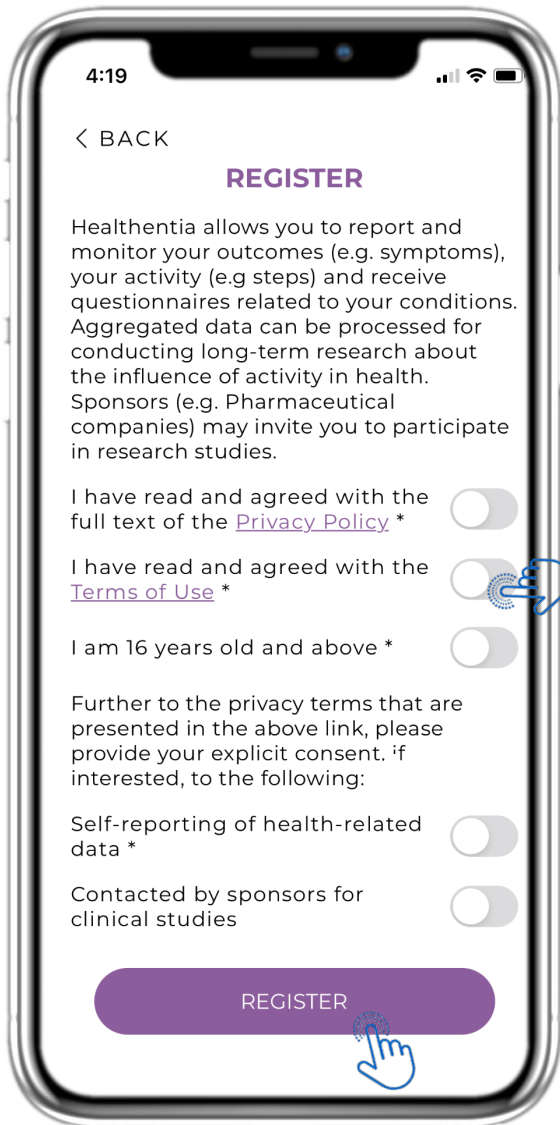 4:19
< BACK
REGISTER
Healthentia allows you to report and
monitor your outcomes (e.g. symptoms),
your activity (e.g steps) and receive
questionnaires related to your conditions.
Aggregated data can be processed for
conducting long-term research about
the influence of activity in health.
Sponsors (e.g. Pharmaceutical
companies) may invite you to participate
in research studies.
I have read and agreed with the
full text of the Privacy Policy *
I have read and agreed with the
Terms of Use *
I am 16 years old and above *
Further to the privacy terms that are
presented in the above link, please
provide your explicit consent. if
interested, to the following:
Self-reporting of health-related
data *
Contacted by sponsors for
clinical studies
REGISTER